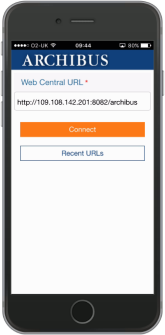 O2-UK 09:44 80%
ARCHIBUS
Web Central URL *
http://109.108.142.201:8082/archibus
Connect
Recent URLs